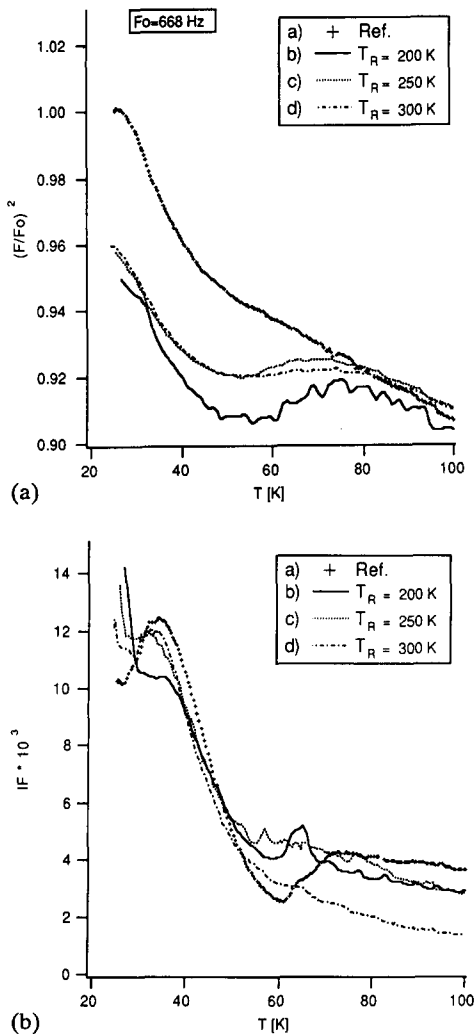 Fo=668 Hz
a) + Ref.
b) T_R = 200 K
c) T_R = 250 K
d) T_R = 300 K
1.02
1.00
0.98
0.96
0.94
0.92
0.90
(F/Fo)²
20 40 60 80 100
T [K]
(a)
a) + Ref.
b) T_R = 200 K
c) T_R = 250 K
d) T_R = 300 K
14
12
10
8
6
4
2
0
IF * 10³
20 40 60 80 100
T [K]
(b)